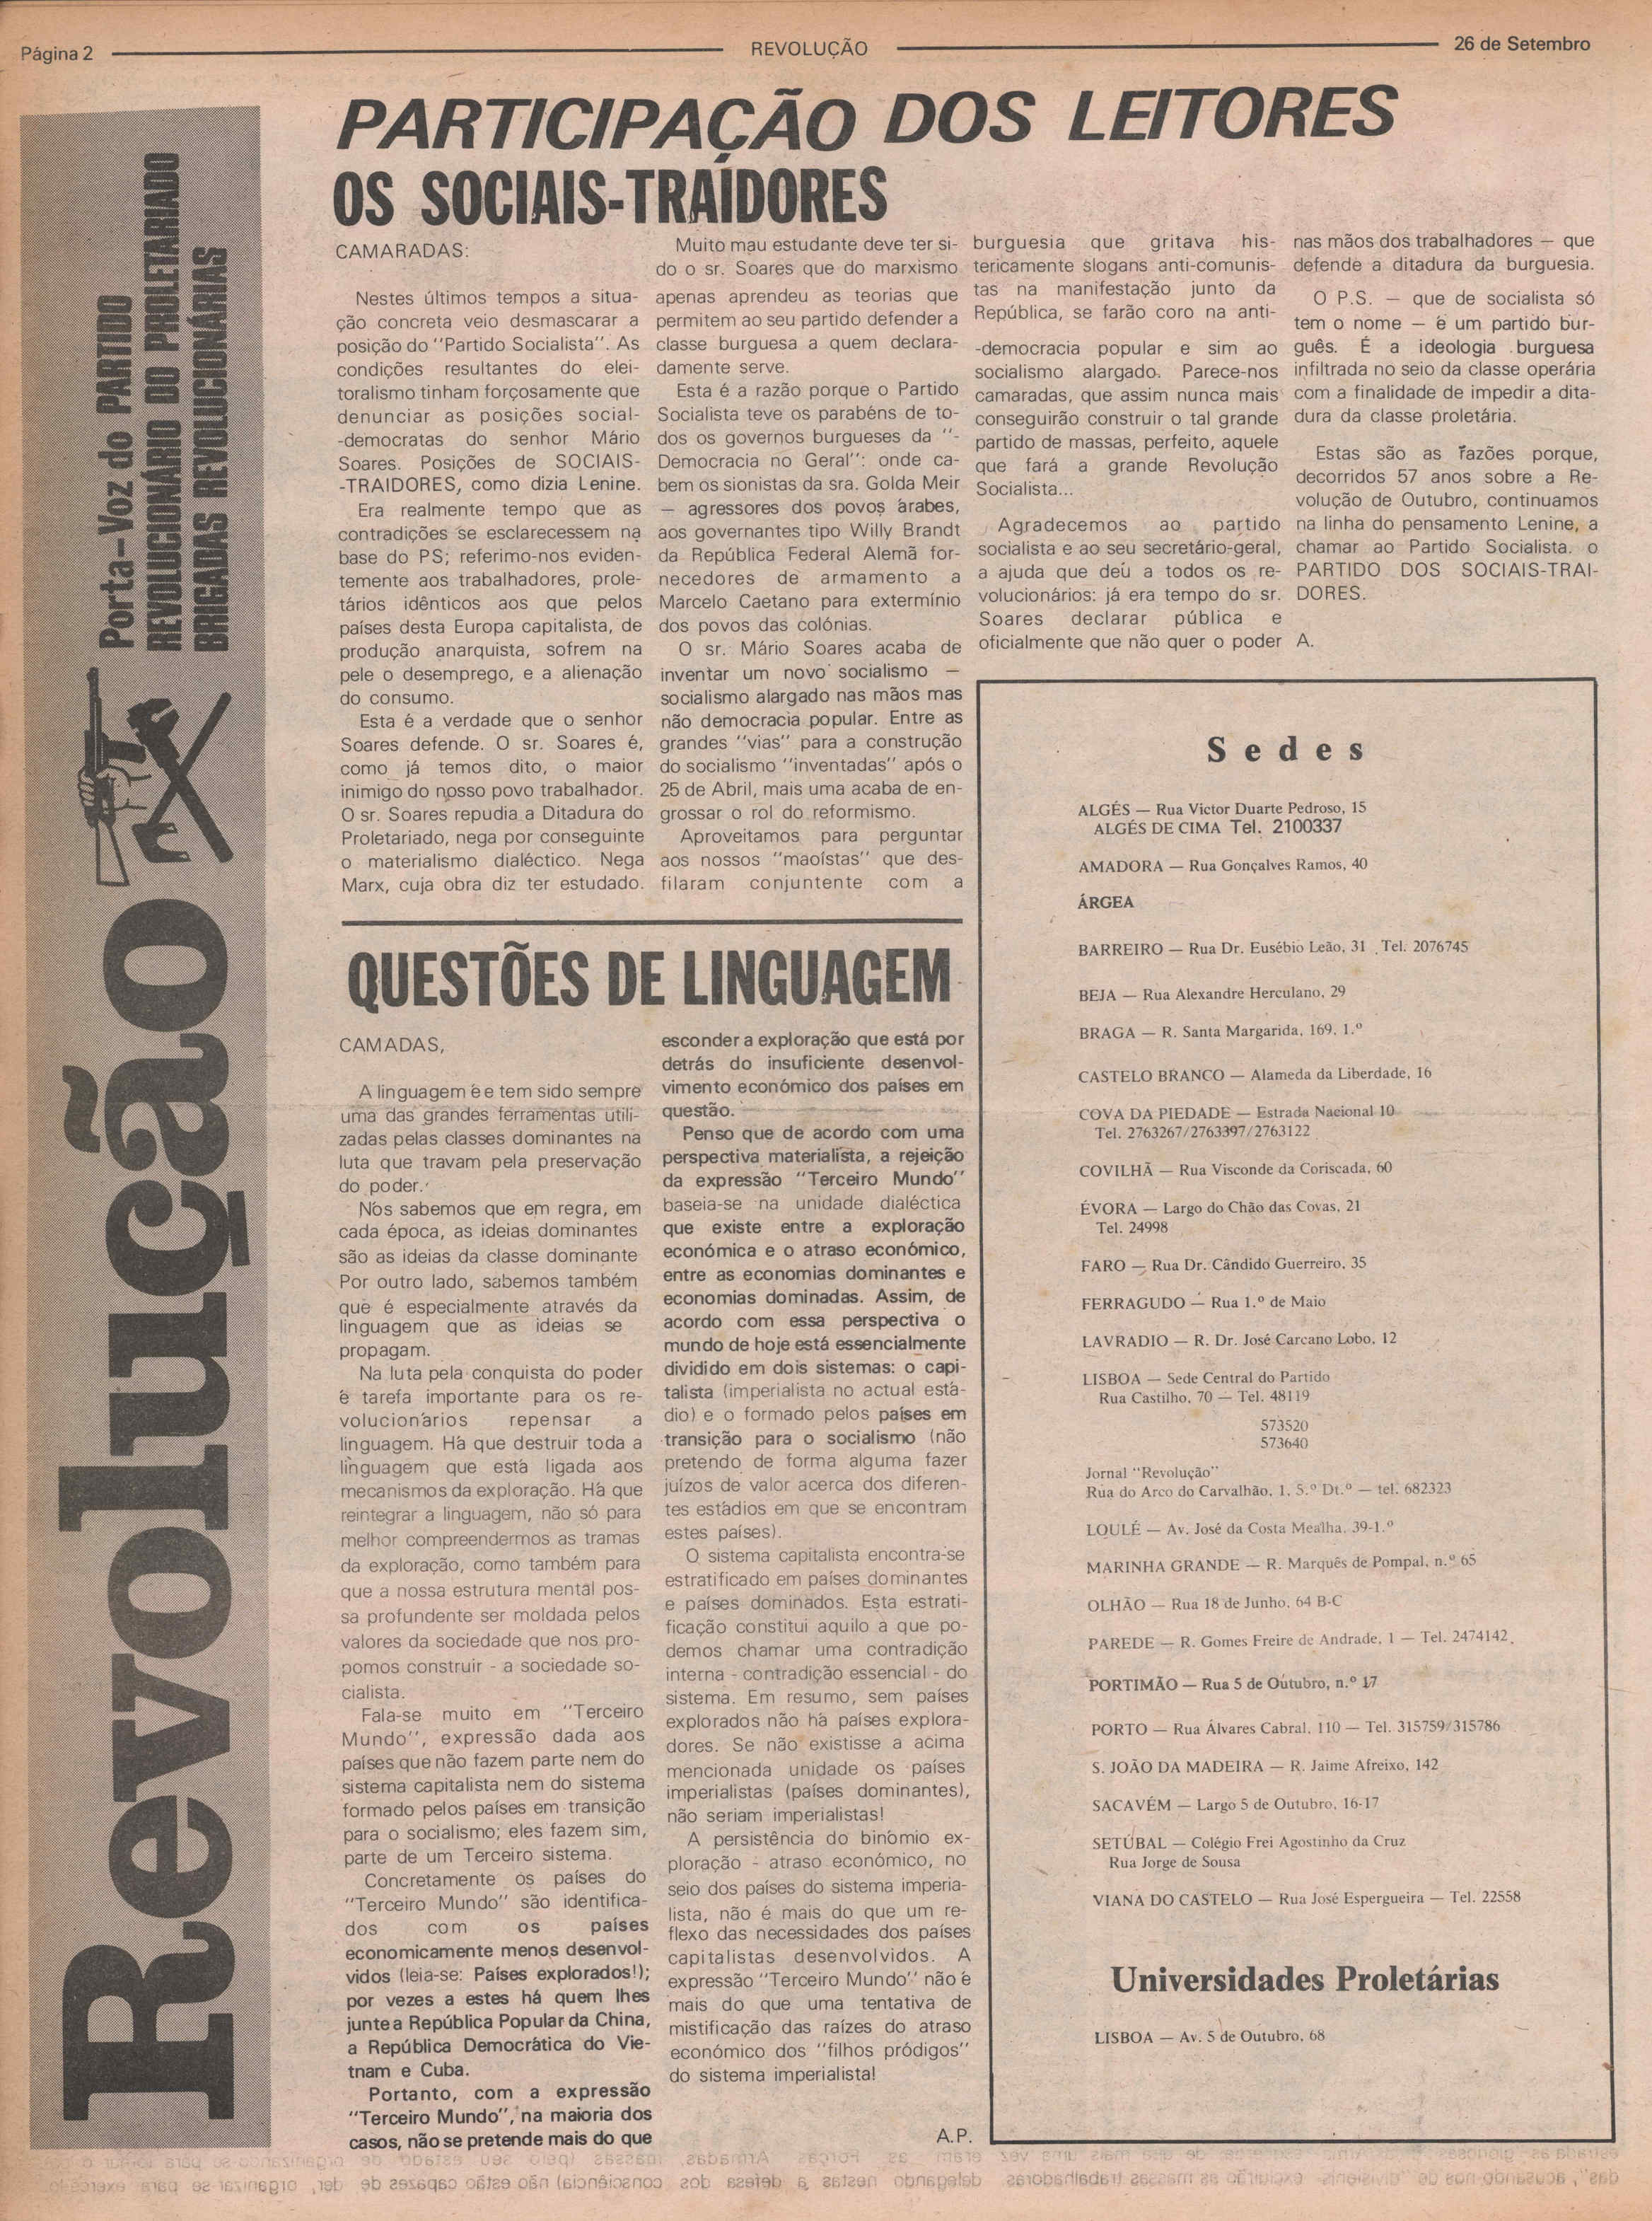 Página 2
REVOLUÇÃO
26 de Setembro
Revolução
Porta-Voz do PARTIDO
REVOLUCIONÁRIO DO PROLETARIADO
BRIGADAS REVOLUCIONÁRIAS
PARTICIPAÇÃO DOS LEITORES
OS SOCIAIS-TRAÍDORES
CAMARADAS:
Nestes últimos tempos a situa-
ção concreta veio desmascarar a
posição do "Partido Socialista". As
condições resultantes do elei-
toralismo tinham forçosamente que
denunciar as posições social-
-democratas do senhor Mário
Soares. Posições de SOCIAIS-
-TRAIDORES, como dizia Lenine.
Era realmente tempo que as
contradições se esclarecessem na
base do PS; referimo-nos eviden-
temente aos trabalhadores, prole-
tários idênticos aos que pelos
países desta Europa capitalista, de
produção anarquista, sofrem na
pele o desemprego, e a alienação
do consumo.
Esta é a verdade que o senhor
Soares defende. O sr. Soares é,
como já temos dito, o maior
inimigo do nosso povo trabalhador.
O sr. Soares repudia a Ditadura do
Proletariado, nega por conseguinte
o materialismo dialéctico. Nega
Marx, cuja obra diz ter estudado.
Muito mau estudante deve ter si-
do o sr. Soares que do marxismo
apenas aprendeu as teorias que
permitem ao seu partido defender a
classe burguesa a quem declara-
damente serve.
Esta é a razão porque o Partido
Socialista teve os parabéns de to-
dos os governos burgueses da "-
Democracia no Geral": onde ca-
bem os sionistas da sra. Golda Meir
— agressores dos povos árabes,
aos governantes tipo Willy Brandt
da República Federal Alemã for-
necedores de armamento a
Marcelo Caetano para extermínio
dos povos das colónias.
O sr. Mário Soares acaba de
inventar um novo socialismo —
socialismo alargado nas mãos mas
não democracia popular. Entre as
grandes "vias" para a construção
do socialismo "inventadas" após o
25 de Abril, mais uma acaba de en-
grossar o rol do reformismo.
Aproveitamos para perguntar
aos nossos "maoístas" que des-
filaram conjuntente com a
burguesia que gritava his-
tericamente slogans anti-comunis-
tas na manifestação junto da
República, se farão coro na anti-
-democracia popular e sim ao
socialismo alargado. Parece-nos
camaradas, que assim nunca mais
conseguirão construir o tal grande
partido de massas, perfeito, aquele
que fará a grande Revolução
Socialista...
Agradecemos ao partido
socialista e ao seu secretário-geral,
a ajuda que deu a todos os re-
volucionários: já era tempo do sr.
Soares declarar pública e
oficialmente que não quer o poder
nas mãos dos trabalhadores — que
defende a ditadura da burguesia.
O P.S. — que de socialista só
tem o nome — é um partido bur-
guês. É a ideologia burguesa
infiltrada no seio da classe operária
com a finalidade de impedir a dita-
dura da classe proletária.
Estas são as razões porque,
decorridos 57 anos sobre a Re-
volução de Outubro, continuamos
na linha do pensamento Lenine, a
chamar ao Partido Socialista. o
PARTIDO DOS SOCIAIS-TRAI-
DORES.
A.
QUESTÕES DE LINGUAGEM
CAMADAS,
A linguagem é e tem sido sempre
uma das grandes ferramentas utili-
zadas pelas classes dominantes na
luta que travam pela preservação
do poder.
Nós sabemos que em regra, em
cada época, as ideias dominantes
são as ideias da classe dominante
Por outro lado, sabemos também
que é especialmente através da
linguagem que as ideias se
propagam.
Na luta pela conquista do poder
é tarefa importante para os re-
volucionários repensar a
linguagem. Há que destruir toda a
linguagem que está ligada aos
mecanismos da exploração. Há que
reintegrar a linguagem, não só para
melhor compreendermos as tramas
da exploração, como também para
que a nossa estrutura mental pos-
sa profundente ser moldada pelos
valores da sociedade que nos pro-
pomos construir - a sociedade so-
cialista.
Fala-se muito em "Terceiro
Mundo", expressão dada aos
países que não fazem parte nem do
sistema capitalista nem do sistema
formado pelos países em transição
para o socialismo; eles fazem sim,
parte de um Terceiro sistema.
Concretamente os países do
"Terceiro Mundo" são identifica-
dos com os países
economicamente menos desenvol-
vidos (leia-se: Países explorados!);
por vezes a estes há quem lhes
junte a República Popular da China,
a República Democrática do Vie-
tnam e Cuba.
Portanto, com a expressão
"Terceiro Mundo", na maioria dos
casos, não se pretende mais do que
esconder a exploração que está por
detrás do insuficiente desenvol-
vimento económico dos países em
questão.
Penso que de acordo com uma
perspectiva materialista, a rejeição
da expressão "Terceiro Mundo"
baseia-se na unidade dialéctica
que existe entre a exploração
económica e o atraso económico,
entre as economias dominantes e
economias dominadas. Assim, de
acordo com essa perspectiva o
mundo de hoje está essencialmente
dividido em dois sistemas: o capi-
talista (imperialista no actual está-
dio) e o formado pelos países em
transição para o socialismo (não
pretendo de forma alguma fazer
juízos de valor acerca dos diferen-
tes estádios em que se encontram
estes países).
O sistema capitalista encontra-se
estratificado em países dominantes
e países dominados. Esta estrati-
ficação constitui aquilo a que po-
demos chamar uma contradição
interna - contradição essencial - do
sistema. Em resumo, sem países
explorados não há países explora-
dores. Se não existisse a acima
mencionada unidade os países
imperialistas (países dominantes),
não seriam imperialistas!
A persistência do binómio ex-
ploração - atraso económico, no
seio dos países do sistema imperia-
lista, não é mais do que um re-
flexo das necessidades dos países
capitalistas desenvolvidos. A
expressão "Terceiro Mundo" não é
mais do que uma tentativa de
mistificação das raízes do atraso
económico dos "filhos pródigos"
do sistema imperialista!
A.P.
Sedes
ALGÉS — Rua Victor Duarte Pedroso, 15
ALGÉS DE CIMA Tel. 2100337
AMADORA — Rua Gonçalves Ramos, 40
ÁRGEA
BARREIRO — Rua Dr. Eusébio Leão, 31 . Tel. 2076745
BEJA — Rua Alexandre Herculano, 29
BRAGA — R. Santa Margarida, 169, 1.º
CASTELO BRANCO — Alameda da Liberdade, 16
COVA DA PIEDADE — Estrada Nacional 10
Tel. 2763267/2763397/2763122
COVILHÃ — Rua Visconde da Coriscada, 60
ÉVORA — Largo do Chão das Covas, 21
Tel. 24998
FARO — Rua Dr. Cândido Guerreiro, 35
FERRAGUDO — Rua 1.º de Maio
LAVRADIO — R. Dr. José Carcano Lobo, 12
LISBOA — Sede Central do Partido
Rua Castilho, 70 — Tel. 48119
573520
573640
Jornal "Revolução"
Rua do Arco do Carvalhão, 1, 5.º Dt.º — tel. 682323
LOULÉ — Av. José da Costa Mealha, 39-1.º
MARINHA GRANDE — R. Marquês de Pompal, n.º 65
OLHÃO — Rua 18 de Junho, 64 B-C
PAREDE — R. Gomes Freire de Andrade, 1 — Tel. 2474142
PORTIMÃO — Rua 5 de Outubro, n.º 17
PORTO — Rua Álvares Cabral, 110 — Tel. 315759/315786
S. JOÃO DA MADEIRA — R. Jaime Afreixo, 142
SACAVÉM — Largo 5 de Outubro, 16-17
SETÚBAL — Colégio Frei Agostinho da Cruz
Rua Jorge de Sousa
VIANA DO CASTELO — Rua José Espergueira — Tel. 22558
Universidades Proletárias
LISBOA — Av. 5 de Outubro, 68